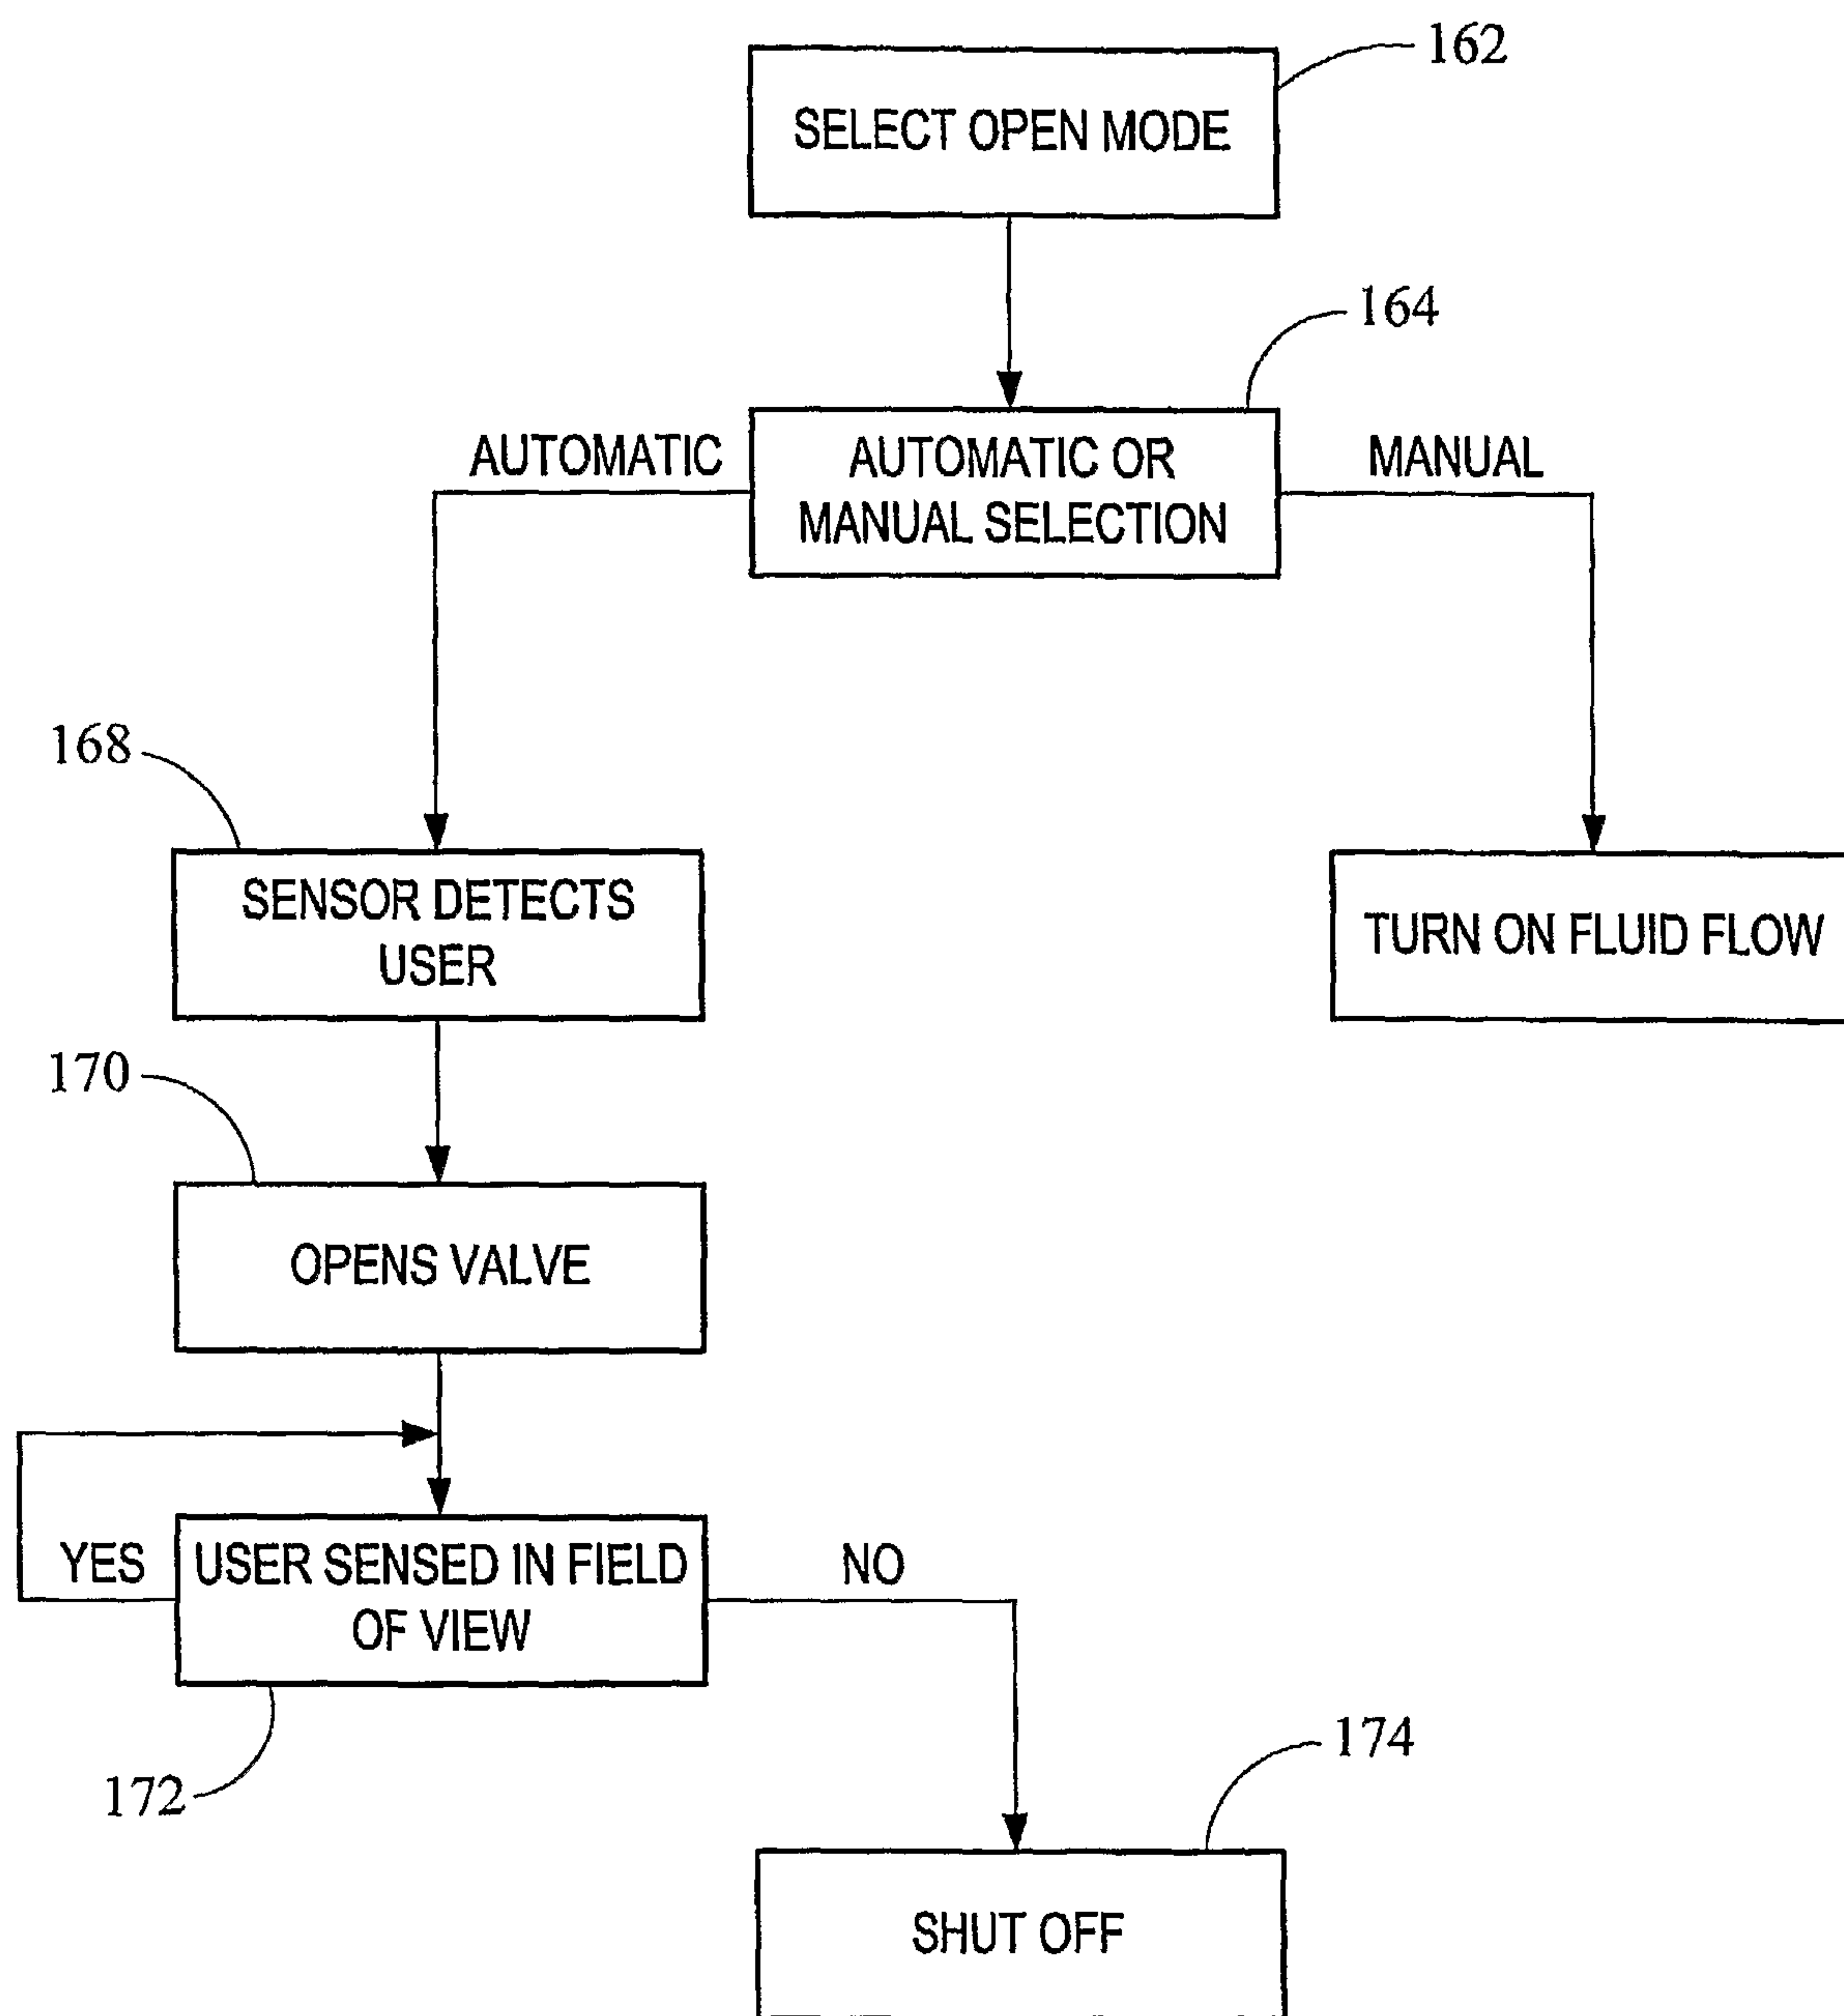 162
SELECT OPEN MODE
164
AUTOMATIC
AUTOMATIC OR
MANUAL SELECTION
MANUAL
168
SENSOR DETECTS
USER
TURN ON FLUID FLOW
170
OPENS VALVE
YES
USER SENSED IN FIELD
OF VIEW
NO
172
174
SHUT OFF